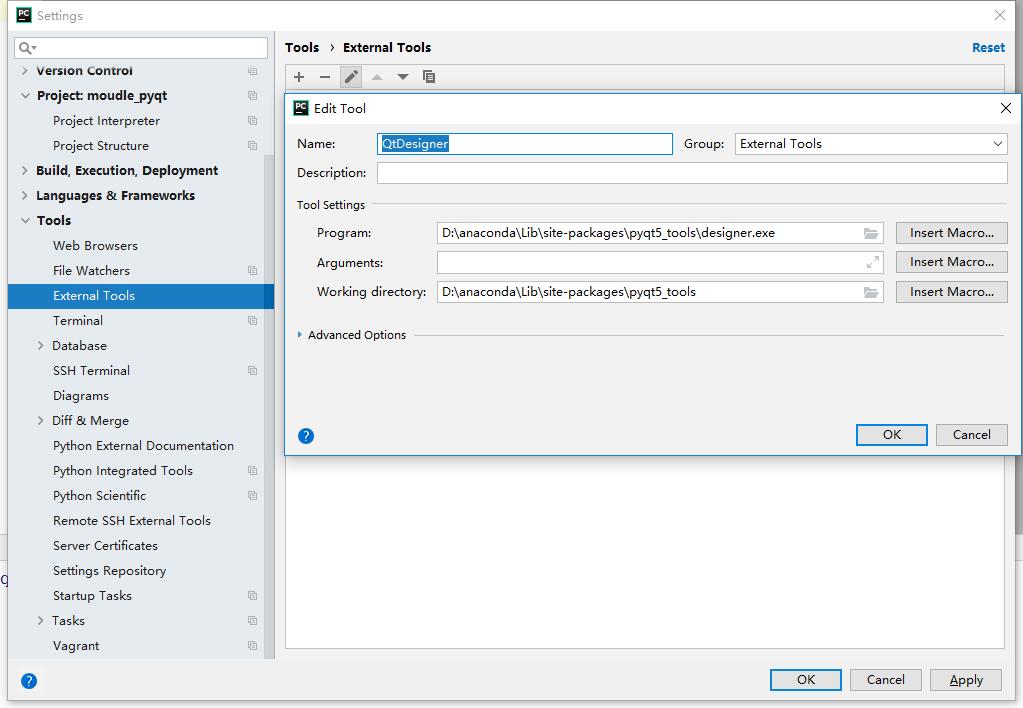 Settings
Version Control
Project: moudle_pyqt
Project Interpreter
Project Structure
Build, Execution, Deployment
Languages & Frameworks
Tools
Web Browsers
File Watchers
External Tools
Terminal
Database
SSH Terminal
Diagrams
Diff & Merge
Python External Documentation
Python Integrated Tools
Python Scientific
Remote SSH External Tools
Server Certificates
Settings Repository
Startup Tasks
Tasks
Vagrant
Tools › External Tools
Reset
Edit Tool
Name: QtDesigner Group: External Tools
Description:
Tool Settings
Program: D:\anaconda\Lib\site-packages\pyqt5_tools\designer.exe Insert Macro...
Arguments: Insert Macro...
Working directory: D:\anaconda\Lib\site-packages\pyqt5_tools Insert Macro...
Advanced Options
? OK Cancel
? OK Cancel Apply